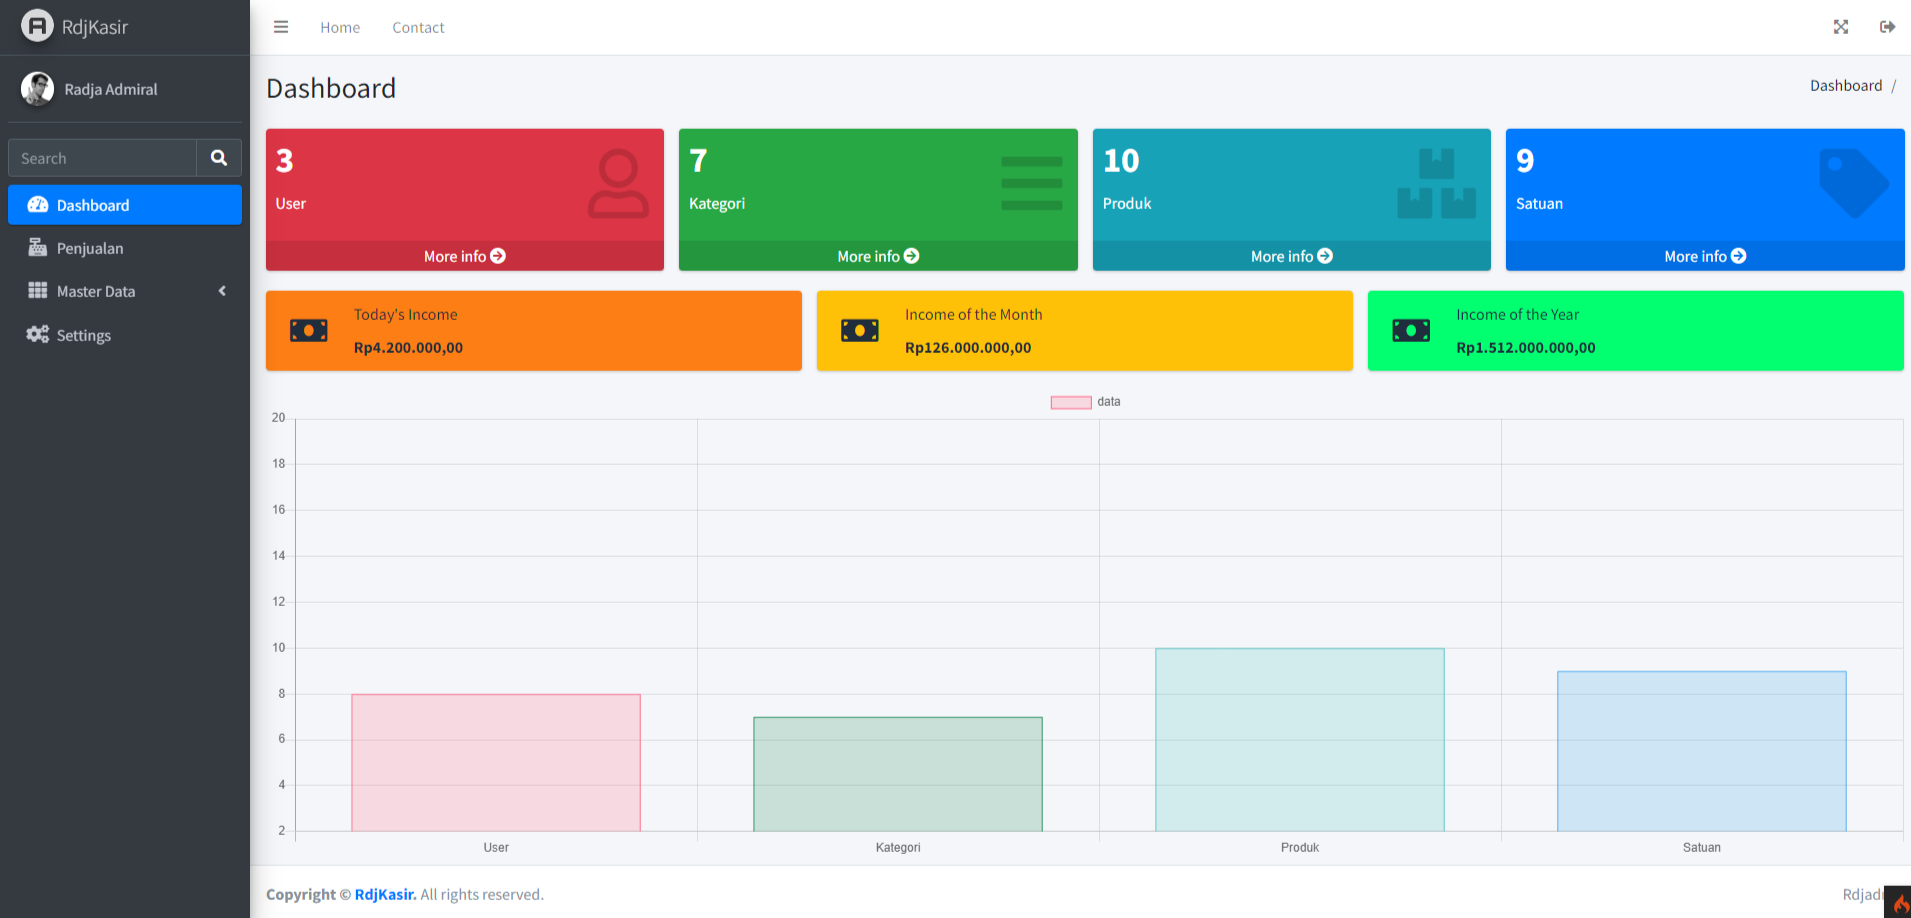 RdjKasir
Home
Contact
Radja Admiral
Search
Dashboard
Penjualan
Master Data
Settings
Dashboard
Dashboard /
3
User
More info
7
Kategori
More info
10
Produk
More info
9
Satuan
More info
Today's Income
Rp4.200.000,00
Income of the Month
Rp126.000.000,00
Income of the Year
Rp1.512.000.000,00
data
20
18
16
14
12
10
8
6
4
2
User
Kategori
Produk
Satuan
Copyright © RdjKasir. All rights reserved.